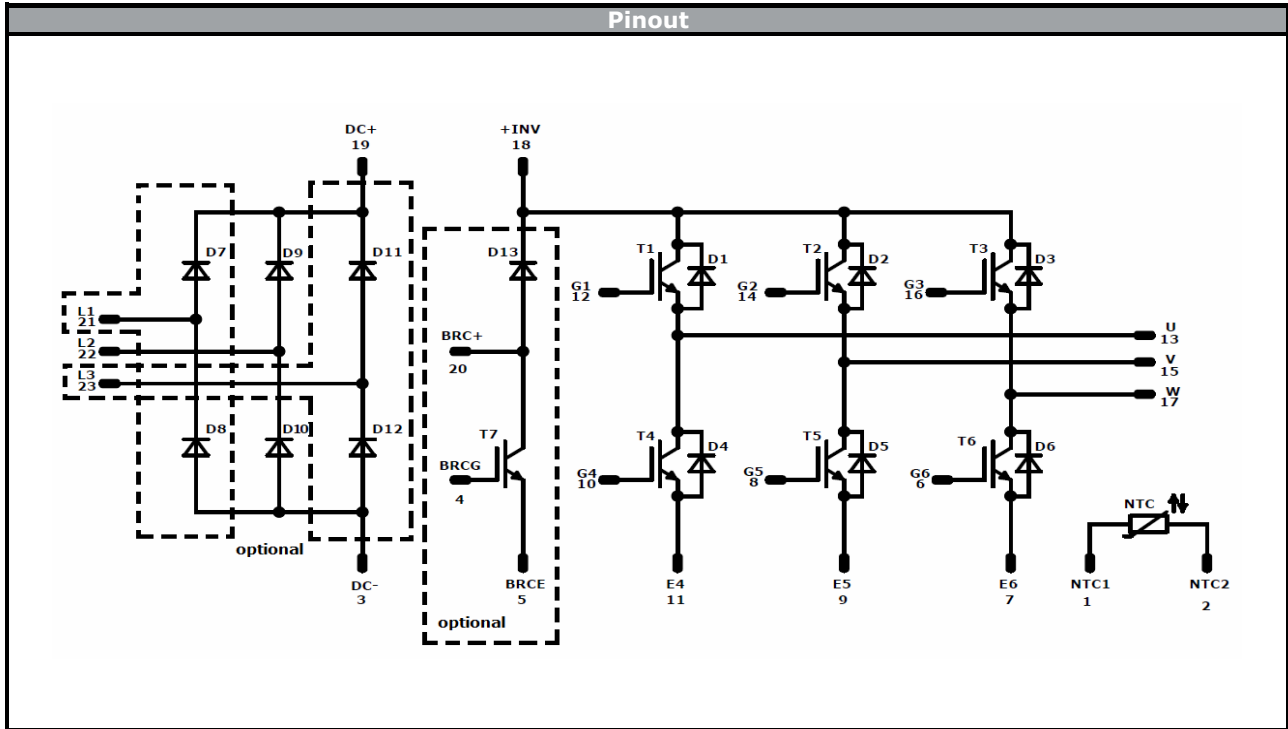 Pinout
DC+
19
+INV
18
D7
D9
D11
D13
T1
D1
T2
D2
T3
D3
G1
12
G2
14
G3
16
L1
21
L2
22
L3
23
BRC+
20
U
13
V
15
W
17
D8
D10
D12
T7
T4
D4
T5
D5
T6
D6
BRCG
4
G4
10
G5
8
G6
6
NTC
optional
DC-
3
BRCE
5
E4
11
E5
9
E6
7
NTC1
1
NTC2
2
optional